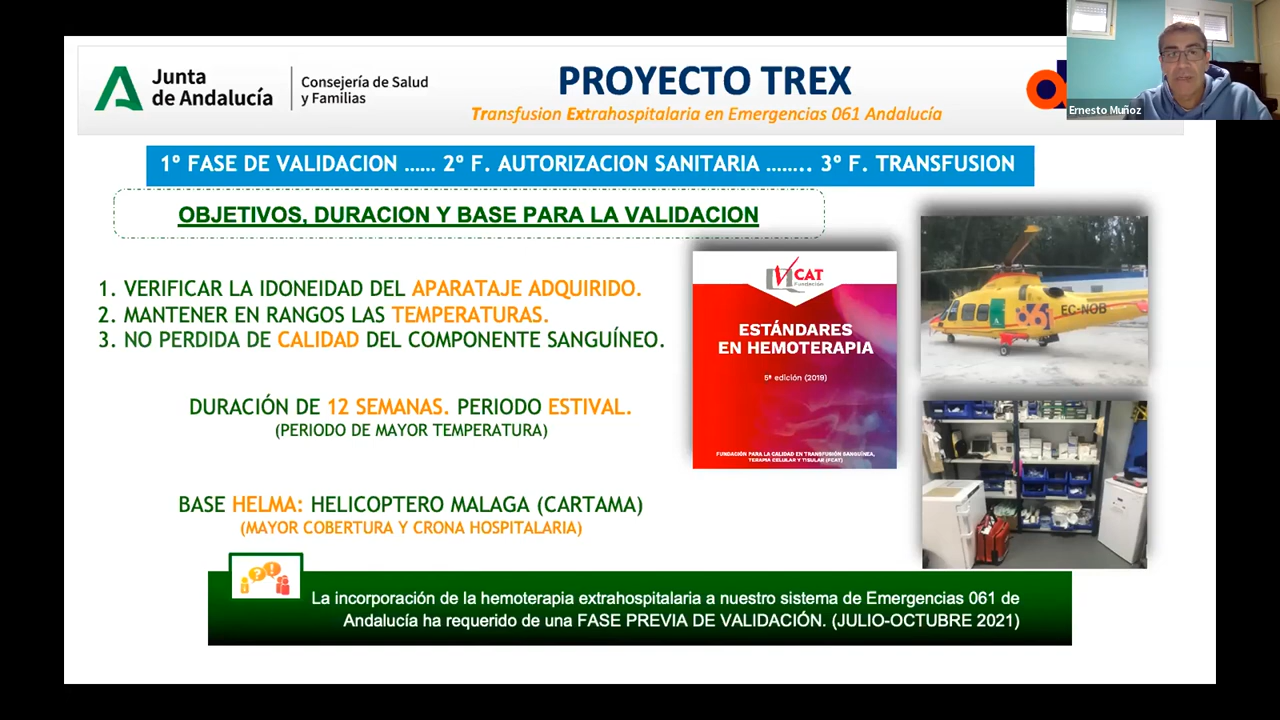 Junta
de Andalucía
Consejería de Salud
y Familias
PROYECTO TREX
Transfusion Extrahospitalaria en Emergencias 061 Andalucía
Ernesto Muñoz
1º FASE DE VALIDACION ...... 2º F. AUTORIZACION SANITARIA ........ 3º F. TRANSFUSION
OBJETIVOS, DURACION Y BASE PARA LA VALIDACION
1. VERIFICAR LA IDONEIDAD DEL APARATAJE ADQUIRIDO.
2. MANTENER EN RANGOS LAS TEMPERATURAS.
3. NO PERDIDA DE CALIDAD DEL COMPONENTE SANGUÍNEO.
DURACIÓN DE 12 SEMANAS. PERIODO ESTIVAL.
(PERIODO DE MAYOR TEMPERATURA)
BASE HELMA: HELICOPTERO MALAGA (CARTAMA)
(MAYOR COBERTURA Y CRONA HOSPITALARIA)
CAT
Fundación
ESTÁNDARES
EN HEMOTERAPIA
5ª edición (2019)
FUNDACIÓN PARA LA CALIDAD EN TRANSFUSIÓN SANGUÍNEA,
TERAPIA CELULAR Y TISULAR (FCAT)
061
EC-NOB
La incorporación de la hemoterapia extrahospitalaria a nuestro sistema de Emergencias 061 de
Andalucía ha requerido de una FASE PREVIA DE VALIDACIÓN. (JULIO-OCTUBRE 2021)